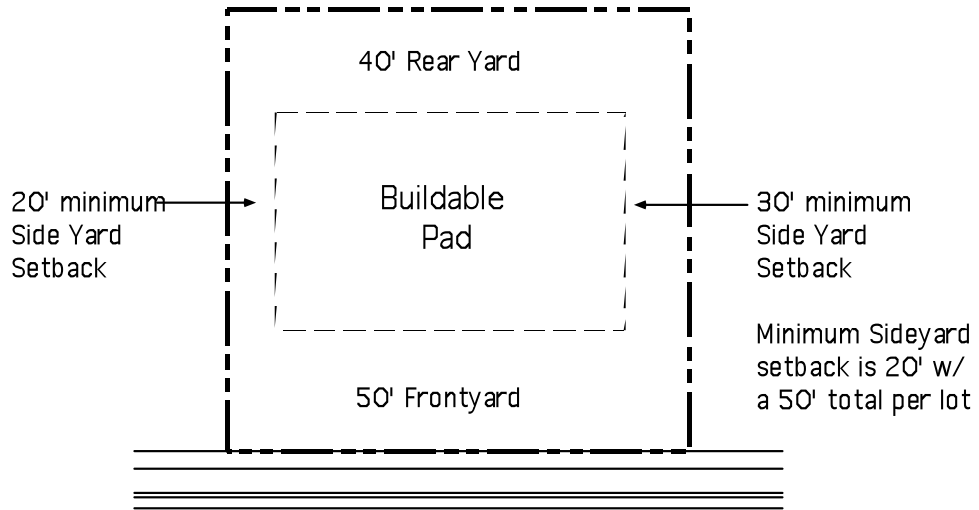 40' Rear Yard
20' minimum
Side Yard
Setback
Buildable
Pad
30' minimum
Side Yard
Setback
Minimum Sideyard
setback is 20' w/
a 50' total per lot
50' Frontyard